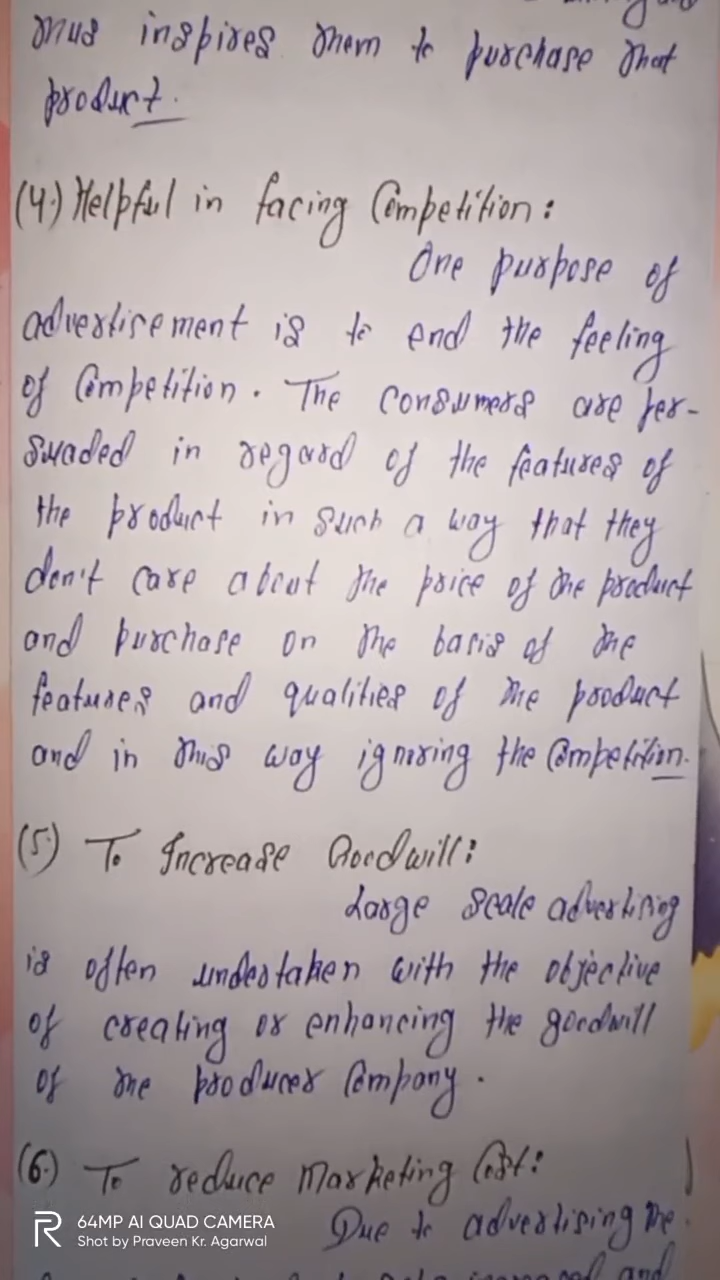 thus inspires them to purchase that
product.
(4.) Helpful in facing Competition:
One purpose of
advertisement is to end the feeling
of Competition. The consumers are per-
suaded in regard of the features of
the product in such a way that they
don't care about the price of the product
and purchase on the basis of the
features and qualities of the product
and in this way ignoring the Competition.
(5.) To Increase Goodwill:
Large scale advertising
is often undertaken with the objective
of creating or enhancing the goodwill
of the producer Company.
(6.) To reduce Marketing Cost:
Due to advertising the
and
64MP AI QUAD CAMERA
Shot by Praveen Kr. Agarwal